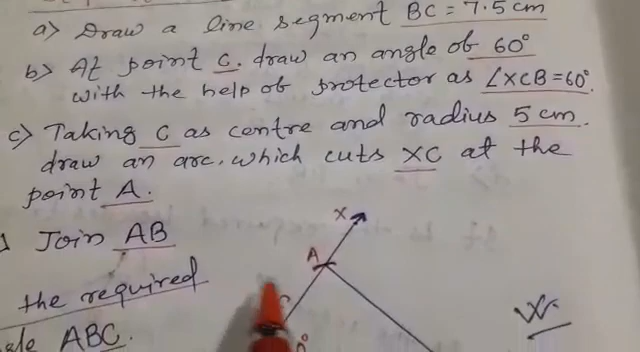 a) Draw a line segment BC = 7.5 cm
b) At point C. draw an angle of 60°
with the help of protector as ∠XCB = 60°.
c) Taking C as centre and radius 5 cm.
draw an arc, which cuts XC at the
point A.
Join AB
the required
ABC.
X
A